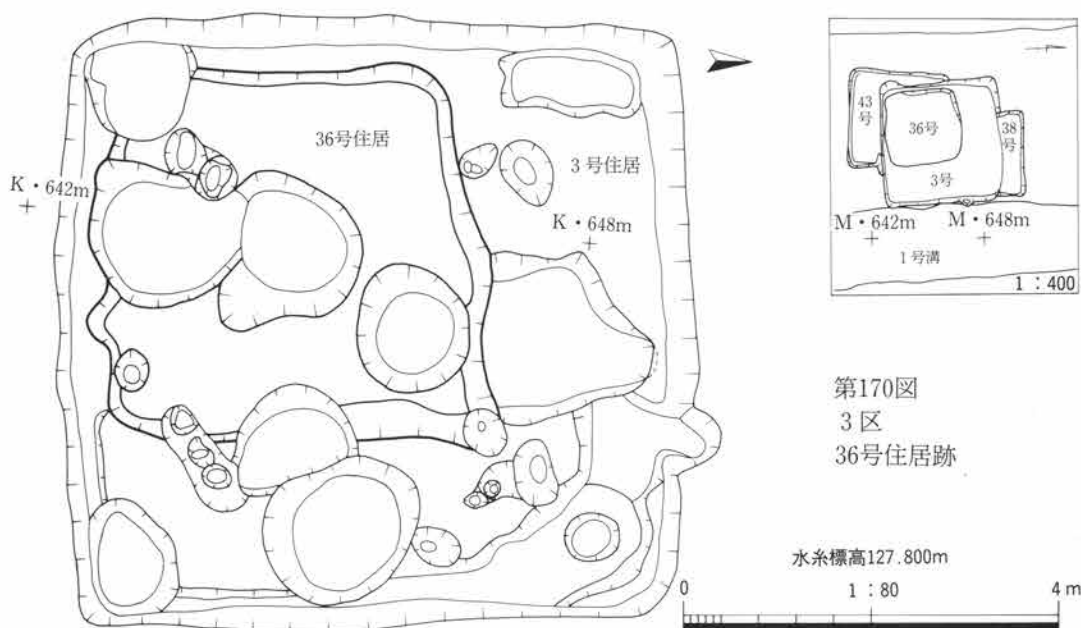 36号住居
3号住居
K・642m
K・648m
43号
36号
38号
3号
M・642m
M・648m
1号溝
1：400
第170図
3区
36号住居跡
水糸標高127.800m
0
1：80
4m